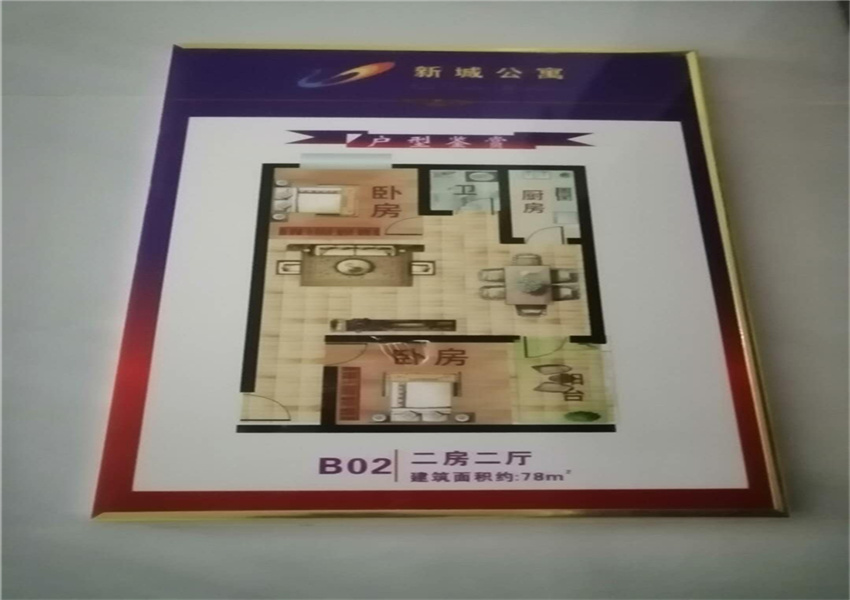 新城公寓
户型鉴赏
卧房
卫
厨房
卧房
阳台
B02
二房二厅
建筑面积约:78m²